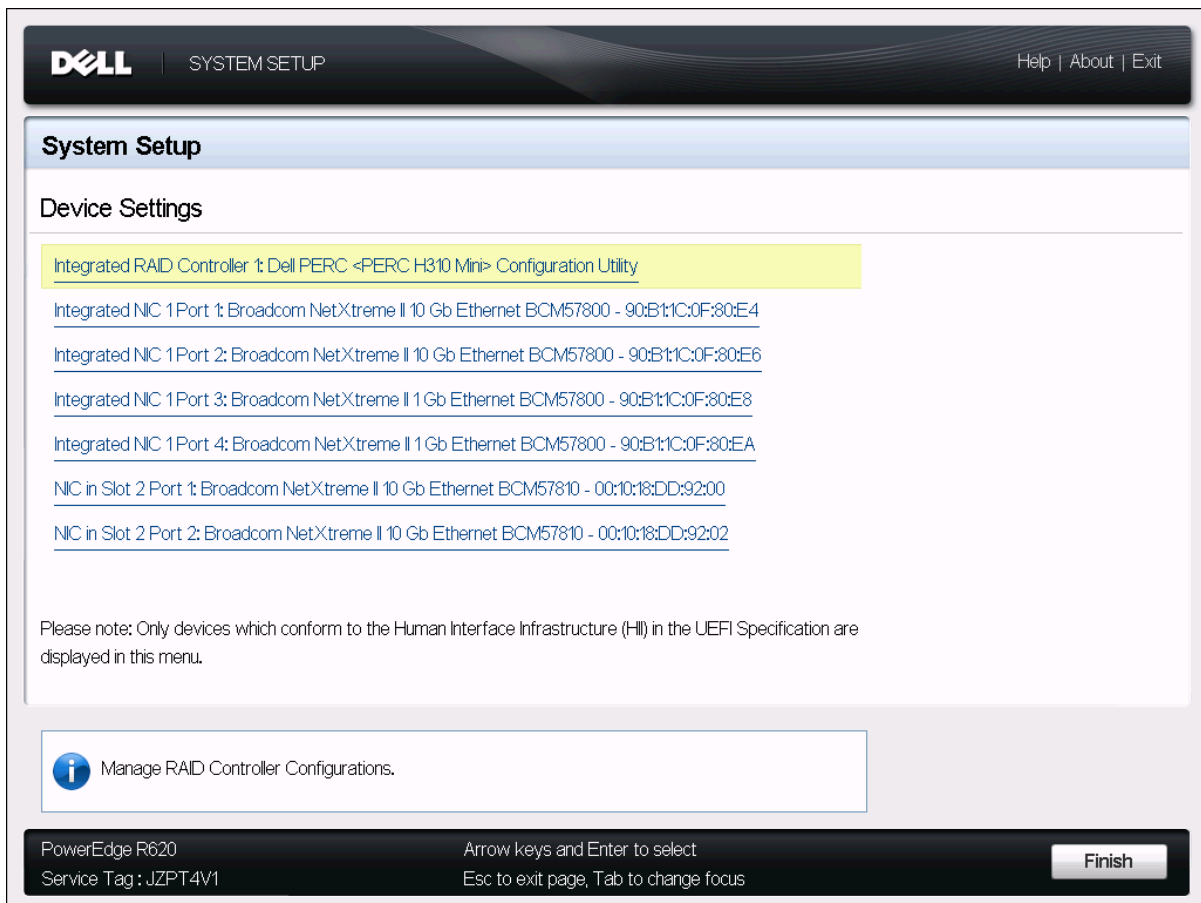 DELL
SYSTEM SETUP
Help | About | Exit
System Setup
Device Settings
Integrated RAID Controller 1: Dell PERC <PERC H310 Mini> Configuration Utility
Integrated NIC 1 Port 1: Broadcom NetXtreme II 10 Gb Ethernet BCM57800 - 90:B1:1C:0F:80:E4
Integrated NIC 1 Port 2: Broadcom NetXtreme II 10 Gb Ethernet BCM57800 - 90:B1:1C:0F:80:E6
Integrated NIC 1 Port 3: Broadcom NetXtreme II 1 Gb Ethernet BCM57800 - 90:B1:1C:0F:80:E8
Integrated NIC 1 Port 4: Broadcom NetXtreme II 1 Gb Ethernet BCM57800 - 90:B1:1C:0F:80:EA
NIC in Slot 2 Port 1: Broadcom NetXtreme II 10 Gb Ethernet BCM57810 - 00:10:18:DD:92:00
NIC in Slot 2 Port 2: Broadcom NetXtreme II 10 Gb Ethernet BCM57810 - 00:10:18:DD:92:02
Please note: Only devices which conform to the Human Interface Infrastructure (HII) in the UEFI Specification are
displayed in this menu.
Manage RAID Controller Configurations.
PowerEdge R620
Service Tag : JZPT4V1
Arrow keys and Enter to select
Esc to exit page, Tab to change focus
Finish